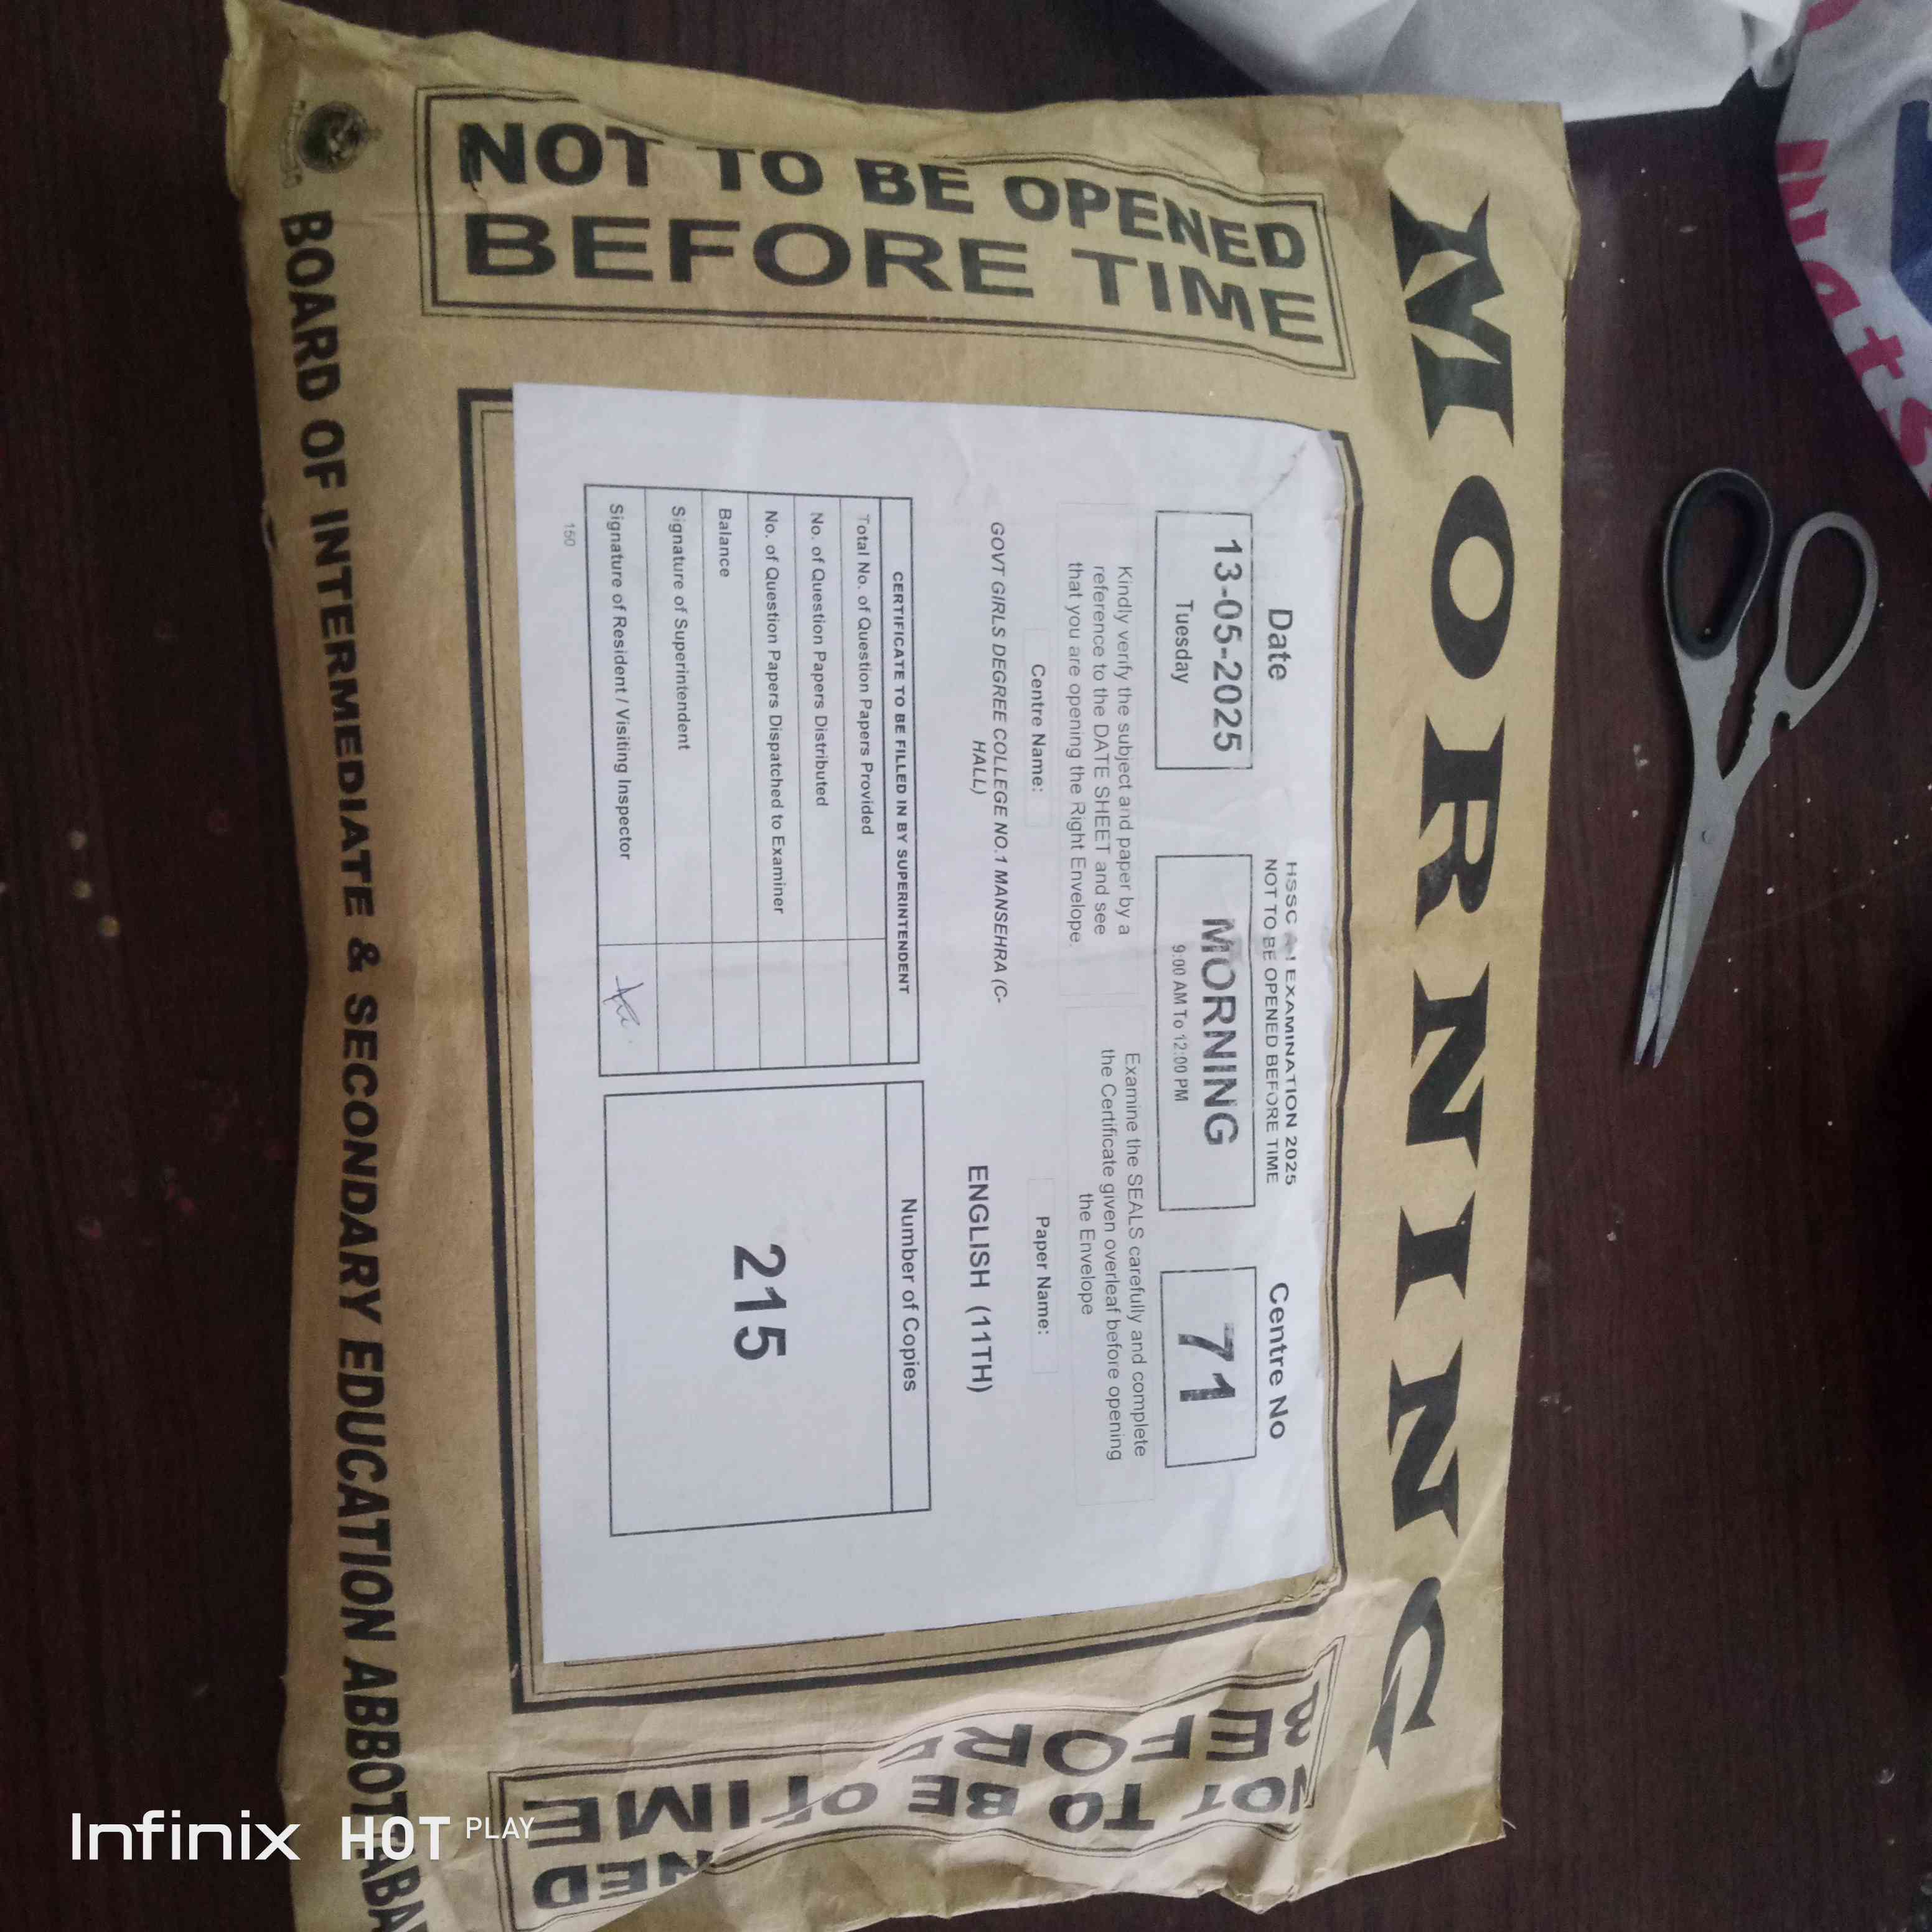 MORNING
NOT TO BE OPENED
BEFORE TIME
Date
13-05-2025
Tuesday
EXAMINATION 2025
NOT TO BE OPENED BEFORE TIME
MORNING
9:00 AM To 12:00 PM
Centre No
71
Kindly verify the subject and paper by a
reference to the DATE SHEET and see
that you are opening the Right Envelope.
Examine the SEALS carefully and complete
the Certificate given overleaf before opening
the Envelope
Centre Name:
GOVT GIRLS DEGREE COLLEGE NO.1 MANSEHRA (C-
HALL)
Paper Name:
ENGLISH (11TH)
CERTIFICATE TO BE FILLED IN BY SUPERINTENDENT
Total No. of Question Papers Provided
No. of Question Papers Distributed
No. of Question Papers Dispatched to Examiner
Balance
Signature of Superintendent
Signature of Resident / Visiting Inspector
150
Number of Copies
215
NOT TO BE
BEFOR TIME
BOARD OF INTERMEDIATE & SECONDARY EDUCATION
Infinix HOT PLAY